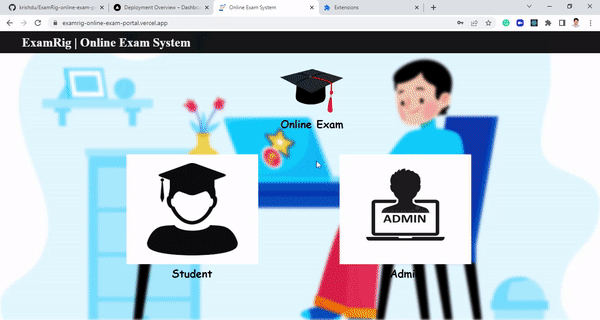 krishdu/ExamRig-online-exam-p
Deployment Overview – Dashbo
Online Exam System
Extensions
examrig-online-exam-portal.vercel.app
ExamRig | Online Exam System
Online Exam
ADMIN
Student
Admin